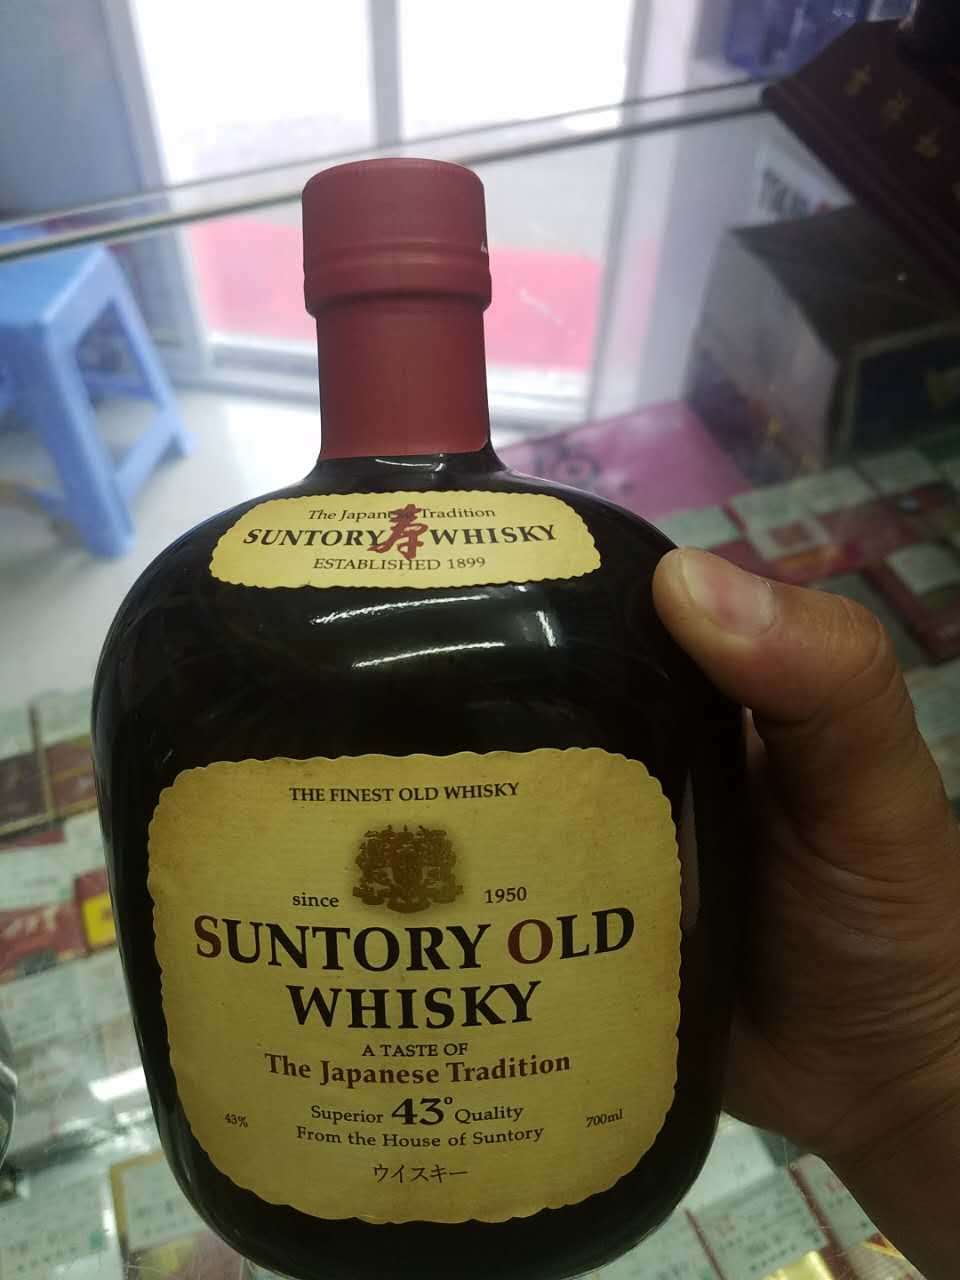 The Japanese Tradition
SUNTORY 寿 WHISKY
ESTABLISHED 1899
THE FINEST OLD WHISKY
since 1950
SUNTORY OLD
WHISKY
A TASTE OF
The Japanese Tradition
Superior 43° Quality
43% 700ml
From the House of Suntory
ウイスキー